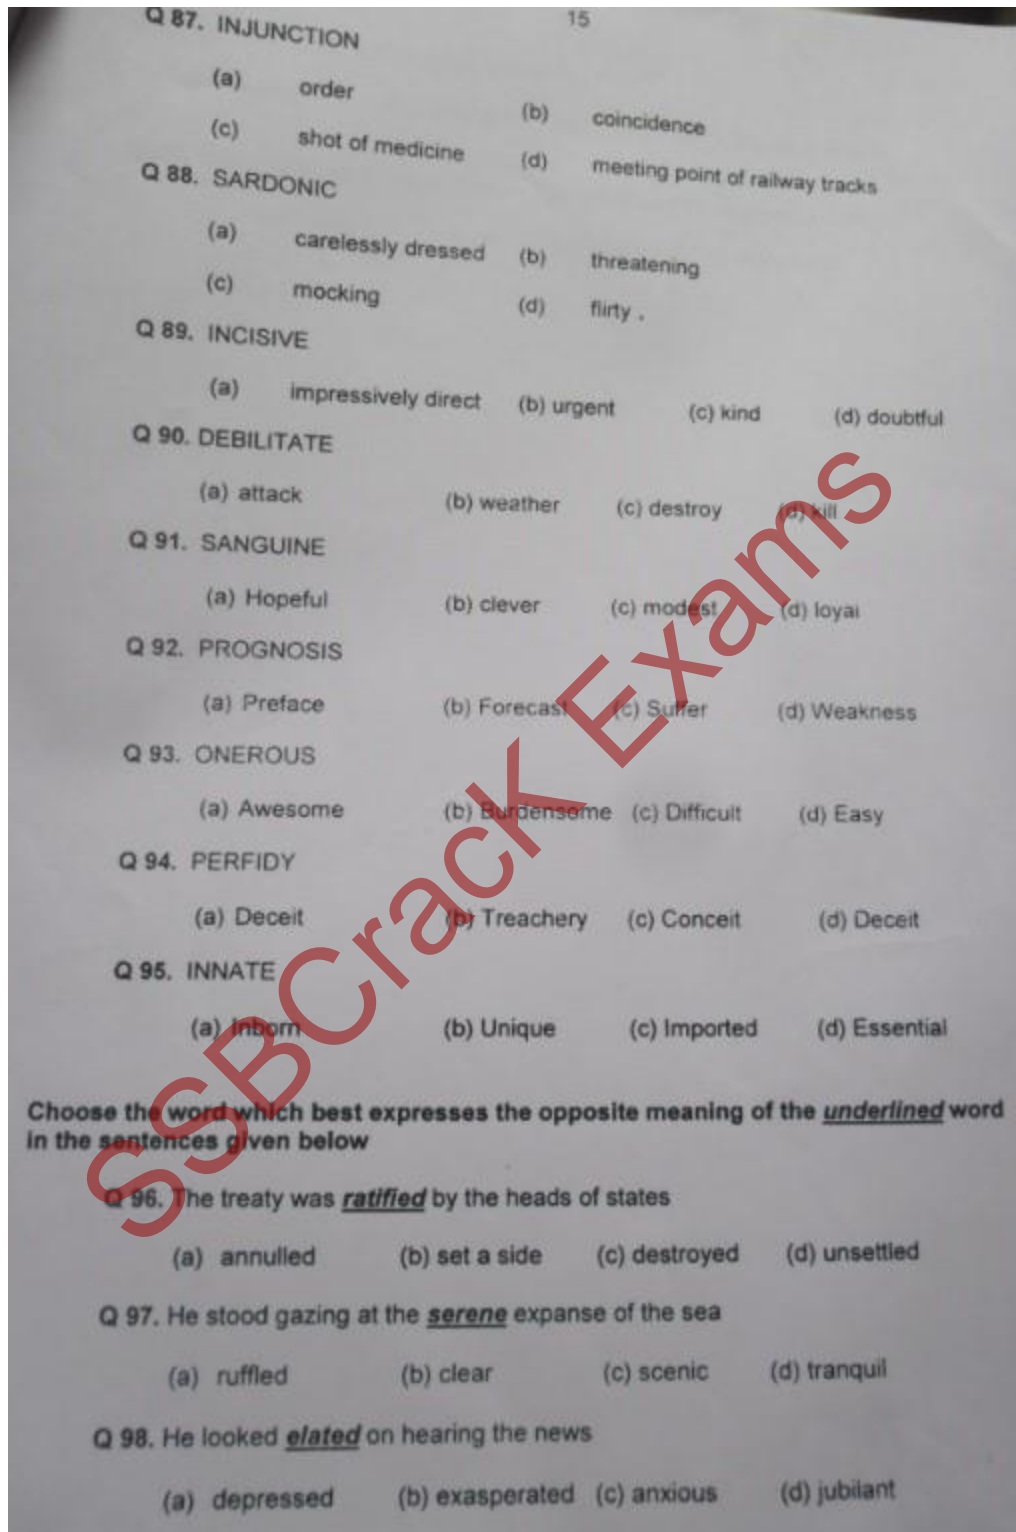 15
Q 87. INJUNCTION
(a) order (b) coincidence
(c) shot of medicine (d) meeting point of railway tracks
Q 88. SARDONIC
(a) carelessly dressed (b) threatening
(c) mocking (d) flirty .
Q 89. INCISIVE
(a) impressively direct (b) urgent (c) kind (d) doubtful
Q 90. DEBILITATE
(a) attack (b) weather (c) destroy (d) kill
Q 91. SANGUINE
(a) Hopeful (b) clever (c) modest (d) loyal
Q 92. PROGNOSIS
(a) Preface (b) Forecast (c) Suffer (d) Weakness
Q 93. ONEROUS
(a) Awesome (b) Burdensome (c) Difficult (d) Easy
Q 94. PERFIDY
(a) Deceit (b) Treachery (c) Conceit (d) Deceit
Q 95. INNATE
(a) Inborn (b) Unique (c) Imported (d) Essential
Choose the word which best expresses the opposite meaning of the underlined word
in the sentences given below
Q 96. The treaty was ratified by the heads of states
(a) annulled (b) set a side (c) destroyed (d) unsettled
Q 97. He stood gazing at the serene expanse of the sea
(a) ruffled (b) clear (c) scenic (d) tranquil
Q 98. He looked elated on hearing the news
(a) depressed (b) exasperated (c) anxious (d) jubilant
SSBCracK Exams